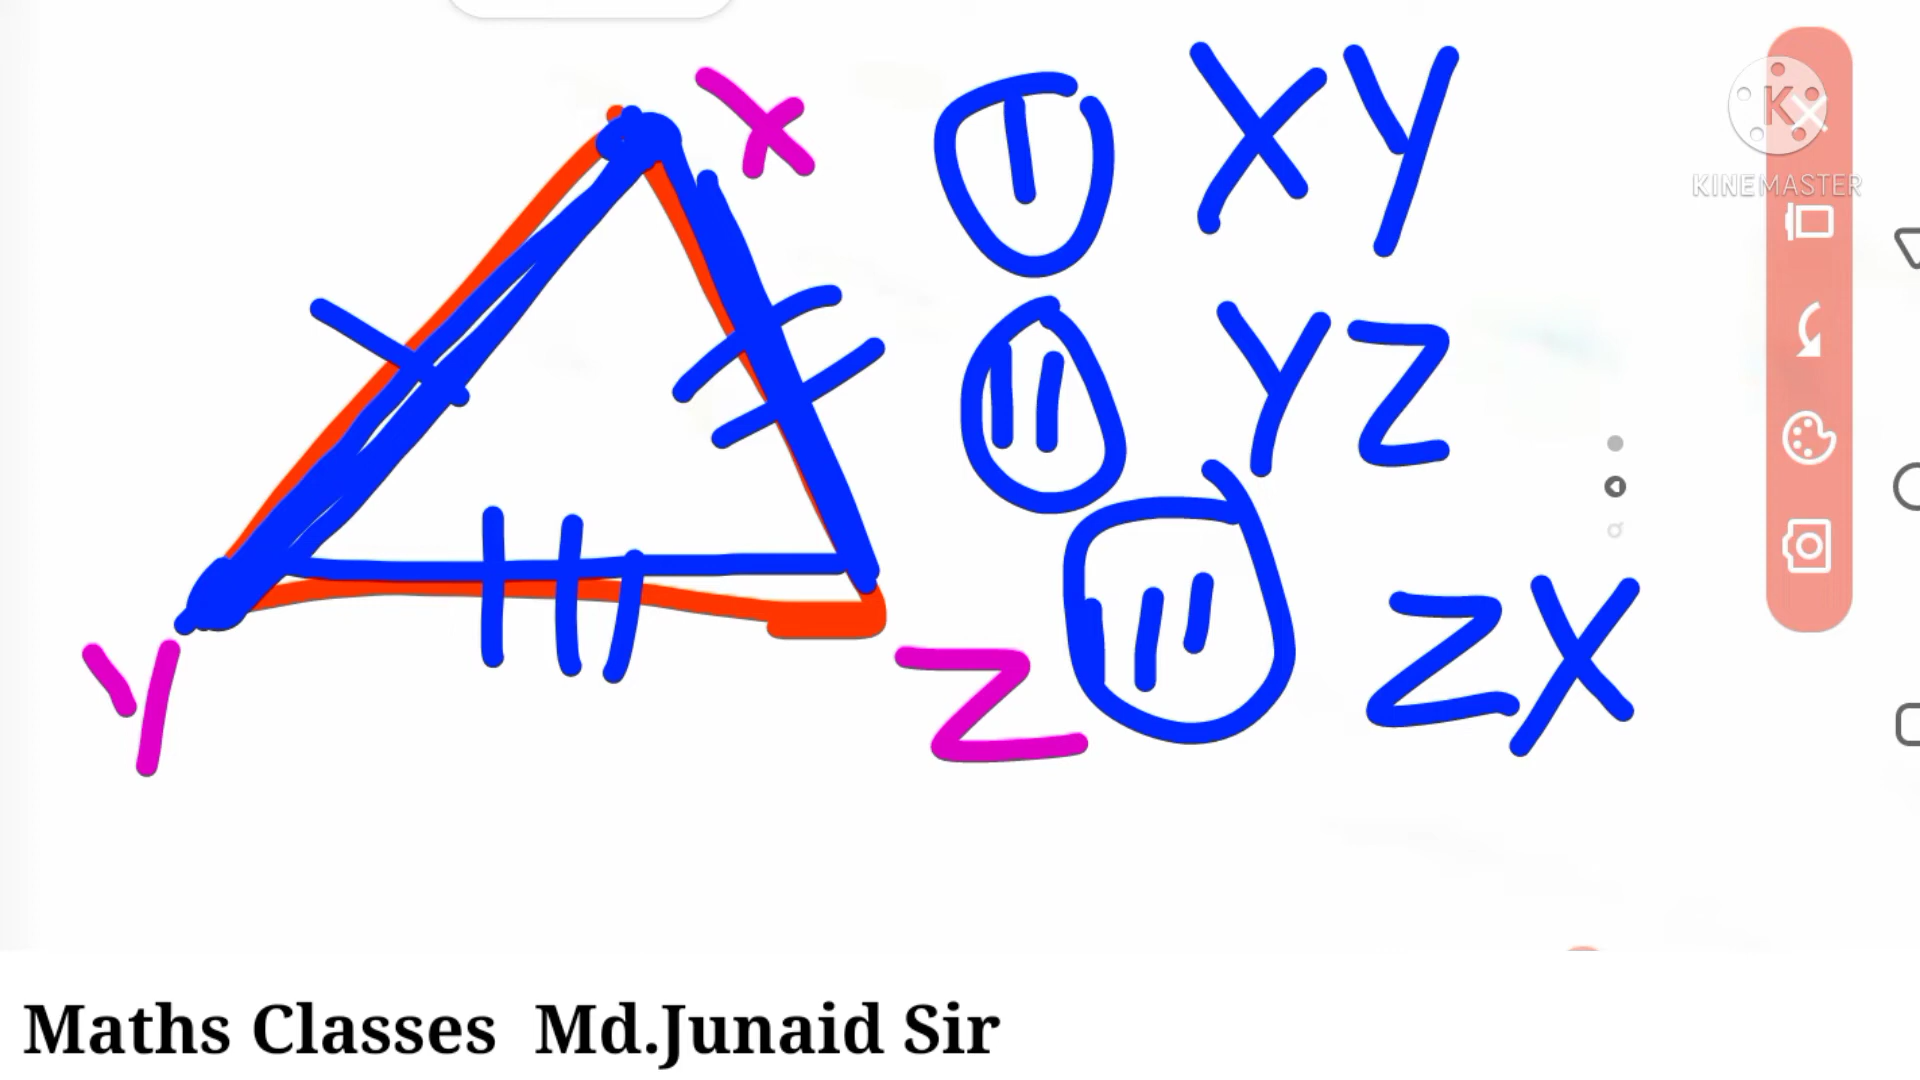 X
Y
Z
I XY
II YZ
III ZX
KINEMASTER
Maths Classes Md.Junaid Sir